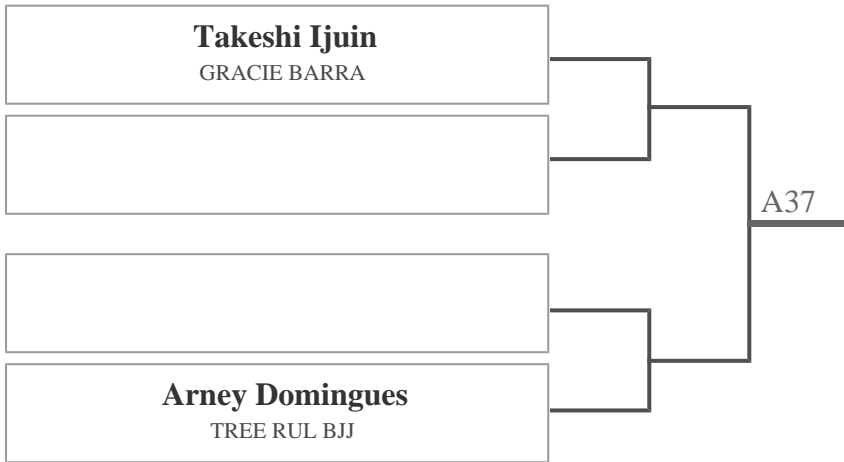 Takeshi Ijuin
GRACIE BARRA
A37
Arney Domingues
TREE RUL BJJ